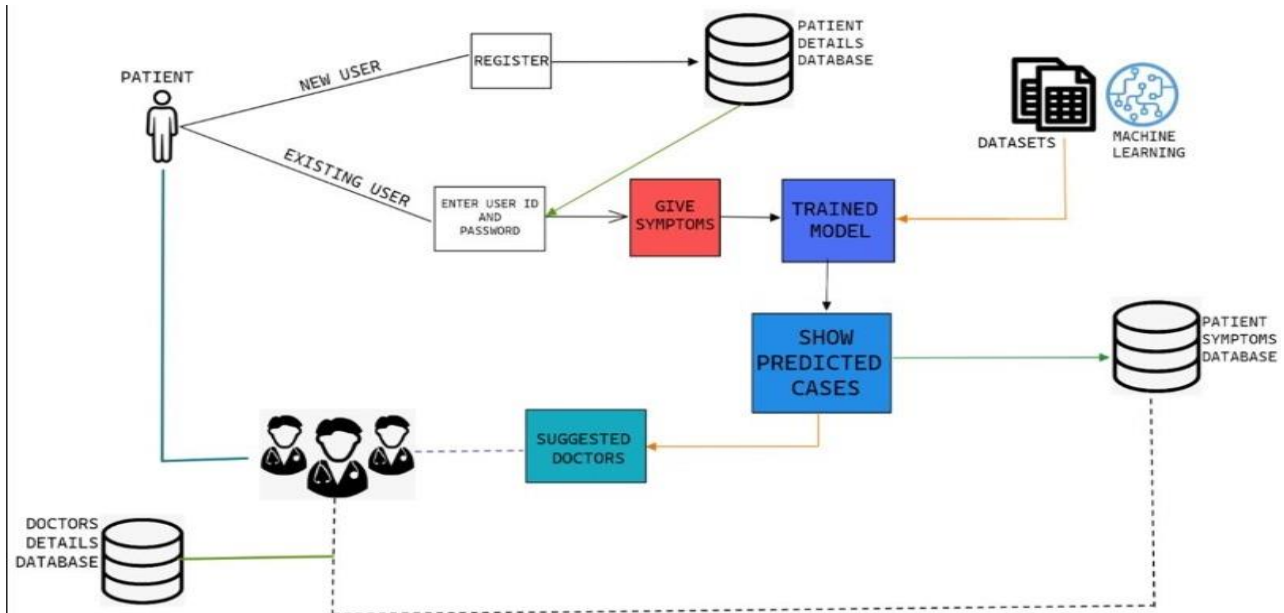 PATIENT
DETAILS
DATABASE
REGISTER
NEW USER
PATIENT
DATASETS
MACHINE
LEARNING
EXISTING USER
ENTER USER ID
AND
PASSWORD
GIVE
SYMPTOMS
TRAINED
MODEL
SHOW
PREDICTED
CASES
PATIENT
SYMPTOMS
DATABASE
SUGGESTED
DOCTORS
DOCTORS
DETAILS
DATABASE